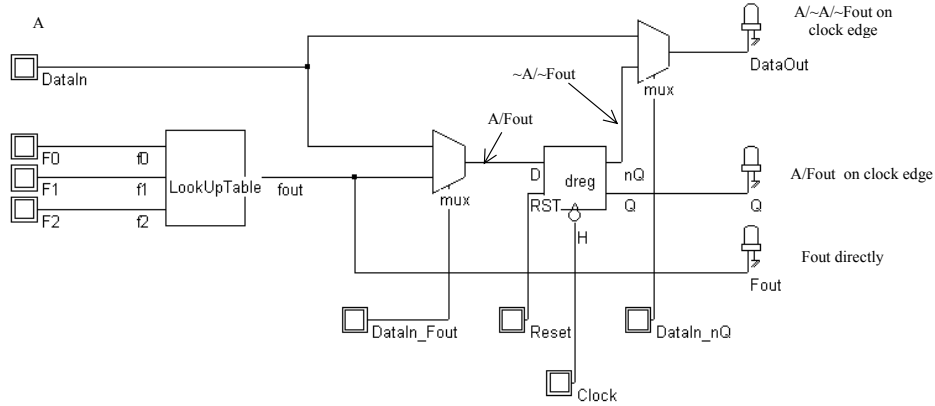 A
A/~A/~Fout on
clock edge
DataIn
DataOut
~A/~Fout
mux
A/Fout
F0 f0
F1 f1
F2 f2
LookUpTable fout
mux
D nQ
dreg
RST Q
H
A/Fout on clock edge
Q
Fout directly
Fout
DataIn_Fout
Reset
DataIn_nQ
Clock